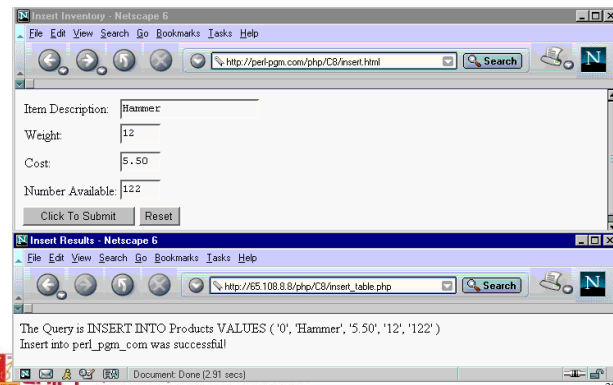 Insert Inventory - Netscape 6
File Edit View Search Go Bookmarks Tasks Help
http://perl-pgm.com/php/C8/insert.html Search N
Item Description: Hammer
Weight: 12
Cost: 5.50
Number Available: 122
Click To Submit Reset
Insert Results - Netscape 6
File Edit View Search Go Bookmarks Tasks Help
http://65.108.8.8/php/C8/insert_table.php Search N
The Query is INSERT INTO Products VALUES ( '0', 'Hammer', '5.50', '12', '122' )
Insert into perl_pgm_com was successful!
Document: Done (2.91 secs)